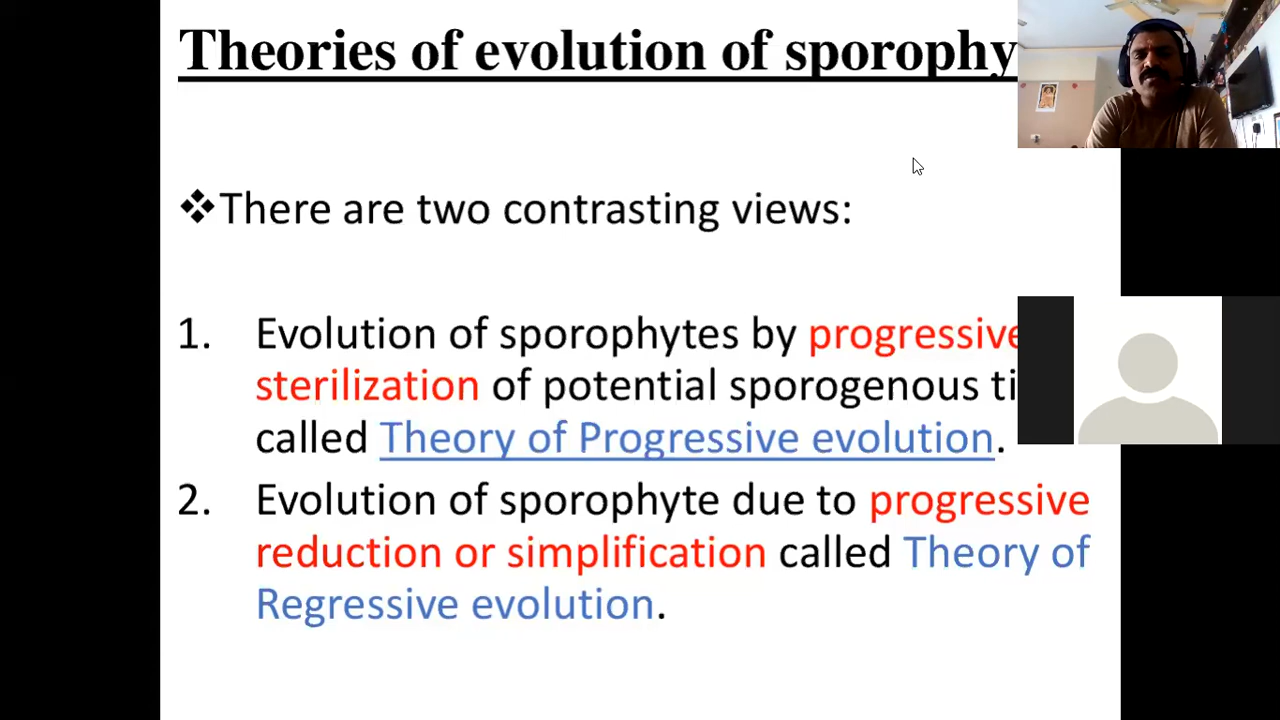 Theories of evolution of
❖There are two contrasting views:
1. Evolution of sporophytes by progressive
sterilization of potential sporogenous
called Theory of Progressive evolution.
2. Evolution of sporophyte due to progressive
reduction or simplification called Theory of
Regressive evolution.